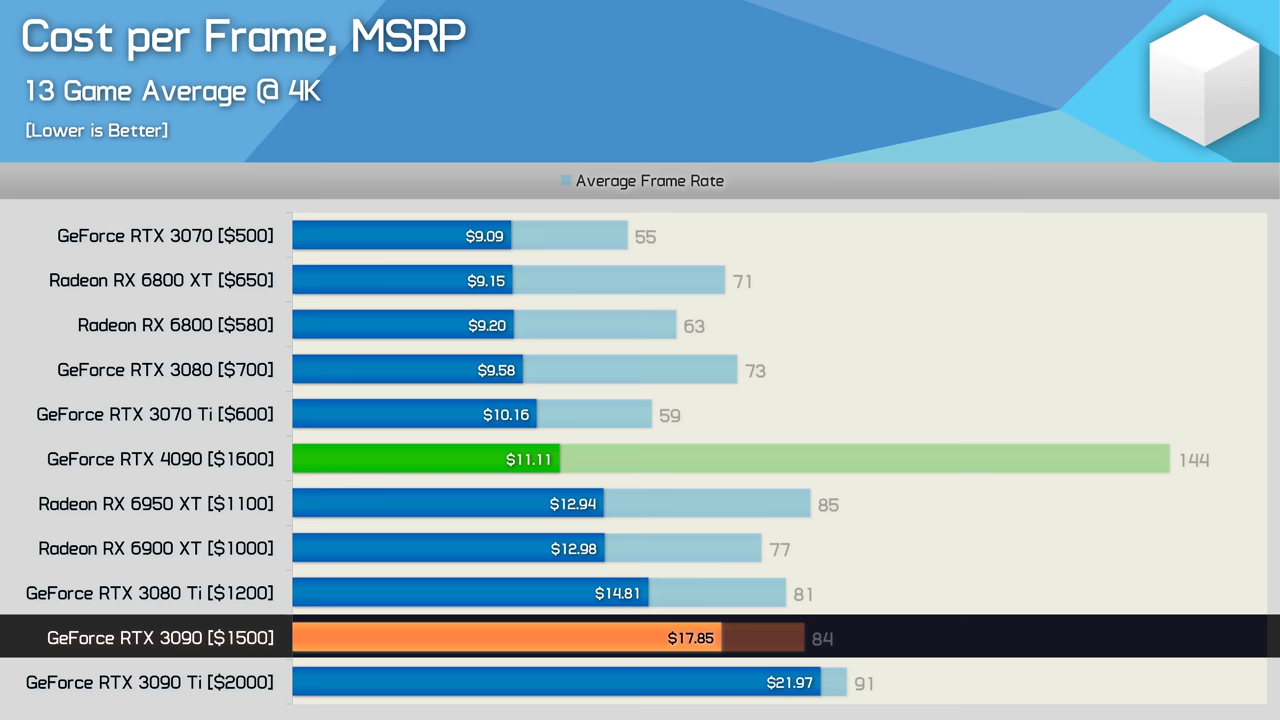 Cost per Frame, MSRP
13 Game Average @ 4K
[Lower is Better]
Average Frame Rate
GeForce RTX 3070 [$500] $9.09 55
Radeon RX 6800 XT [$650] $9.15 71
Radeon RX 6800 [$580] $9.20 63
GeForce RTX 3080 [$700] $9.58 73
GeForce RTX 3070 Ti [$600] $10.16 59
GeForce RTX 4090 [$1600] $11.11 144
Radeon RX 6950 XT [$1100] $12.94 85
Radeon RX 6900 XT [$1000] $12.98 77
GeForce RTX 3080 Ti [$1200] $14.81 81
GeForce RTX 3090 [$1500] $17.85 84
GeForce RTX 3090 Ti [$2000] $21.97 91